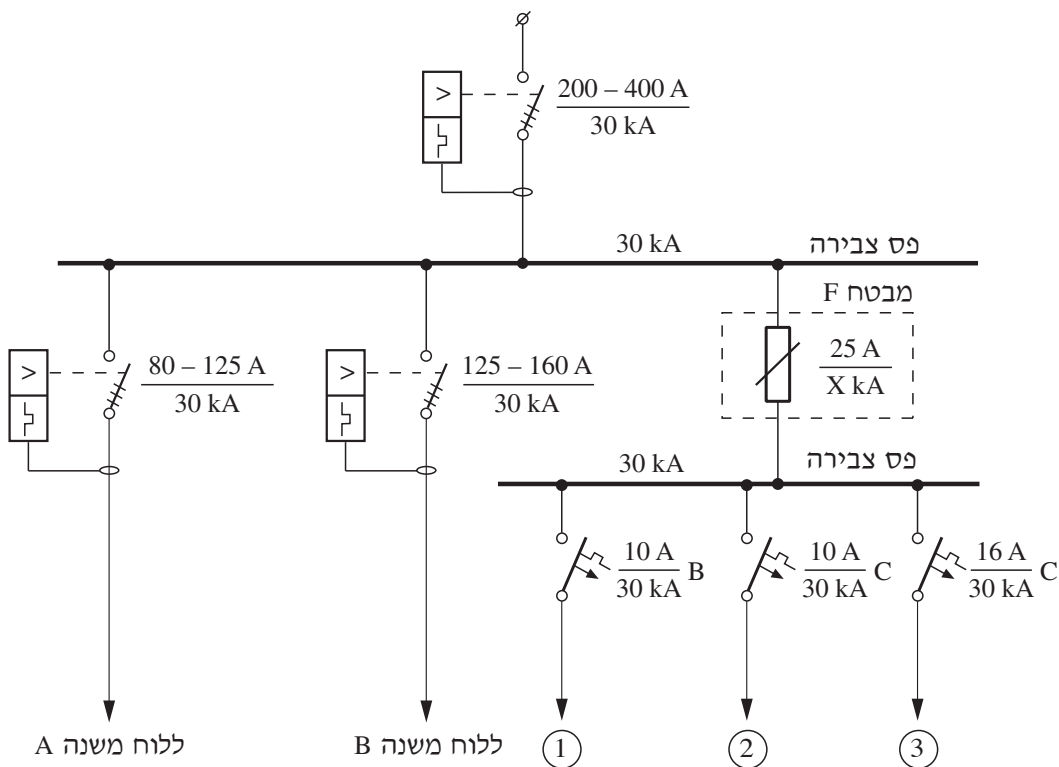 200 – 400 A
30 kA
30 kA
פס צבירה
מבטח F
80 – 125 A
30 kA
125 – 160 A
30 kA
25 A
X kA
30 kA
פס צבירה
10 A
30 kA
B
10 A
30 kA
C
16 A
30 kA
C
ללוח משנה A
ללוח משנה B
1
2
3